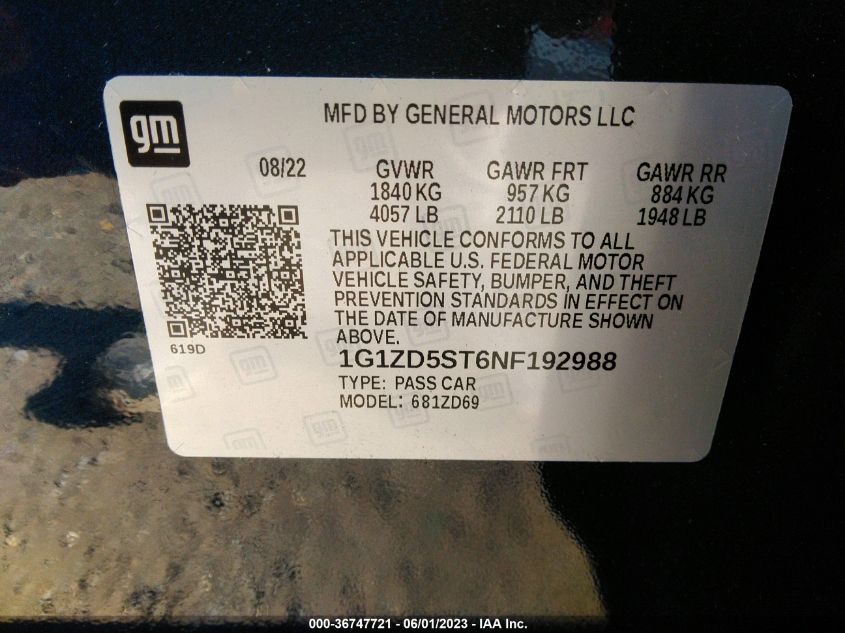 gm
MFD BY GENERAL MOTORS LLC
08/22 GVWR GAWR FRT GAWR RR
1840 KG 957 KG 884 KG
4057 LB 2110 LB 1948 LB
THIS VEHICLE CONFORMS TO ALL
APPLICABLE U.S. FEDERAL MOTOR
VEHICLE SAFETY, BUMPER, AND THEFT
PREVENTION STANDARDS IN EFFECT ON
THE DATE OF MANUFACTURE SHOWN
ABOVE.
619D
1G1ZD5ST6NF192988
TYPE: PASS CAR
MODEL: 681ZD69
000-36747721 - 06/01/2023 - IAA Inc.